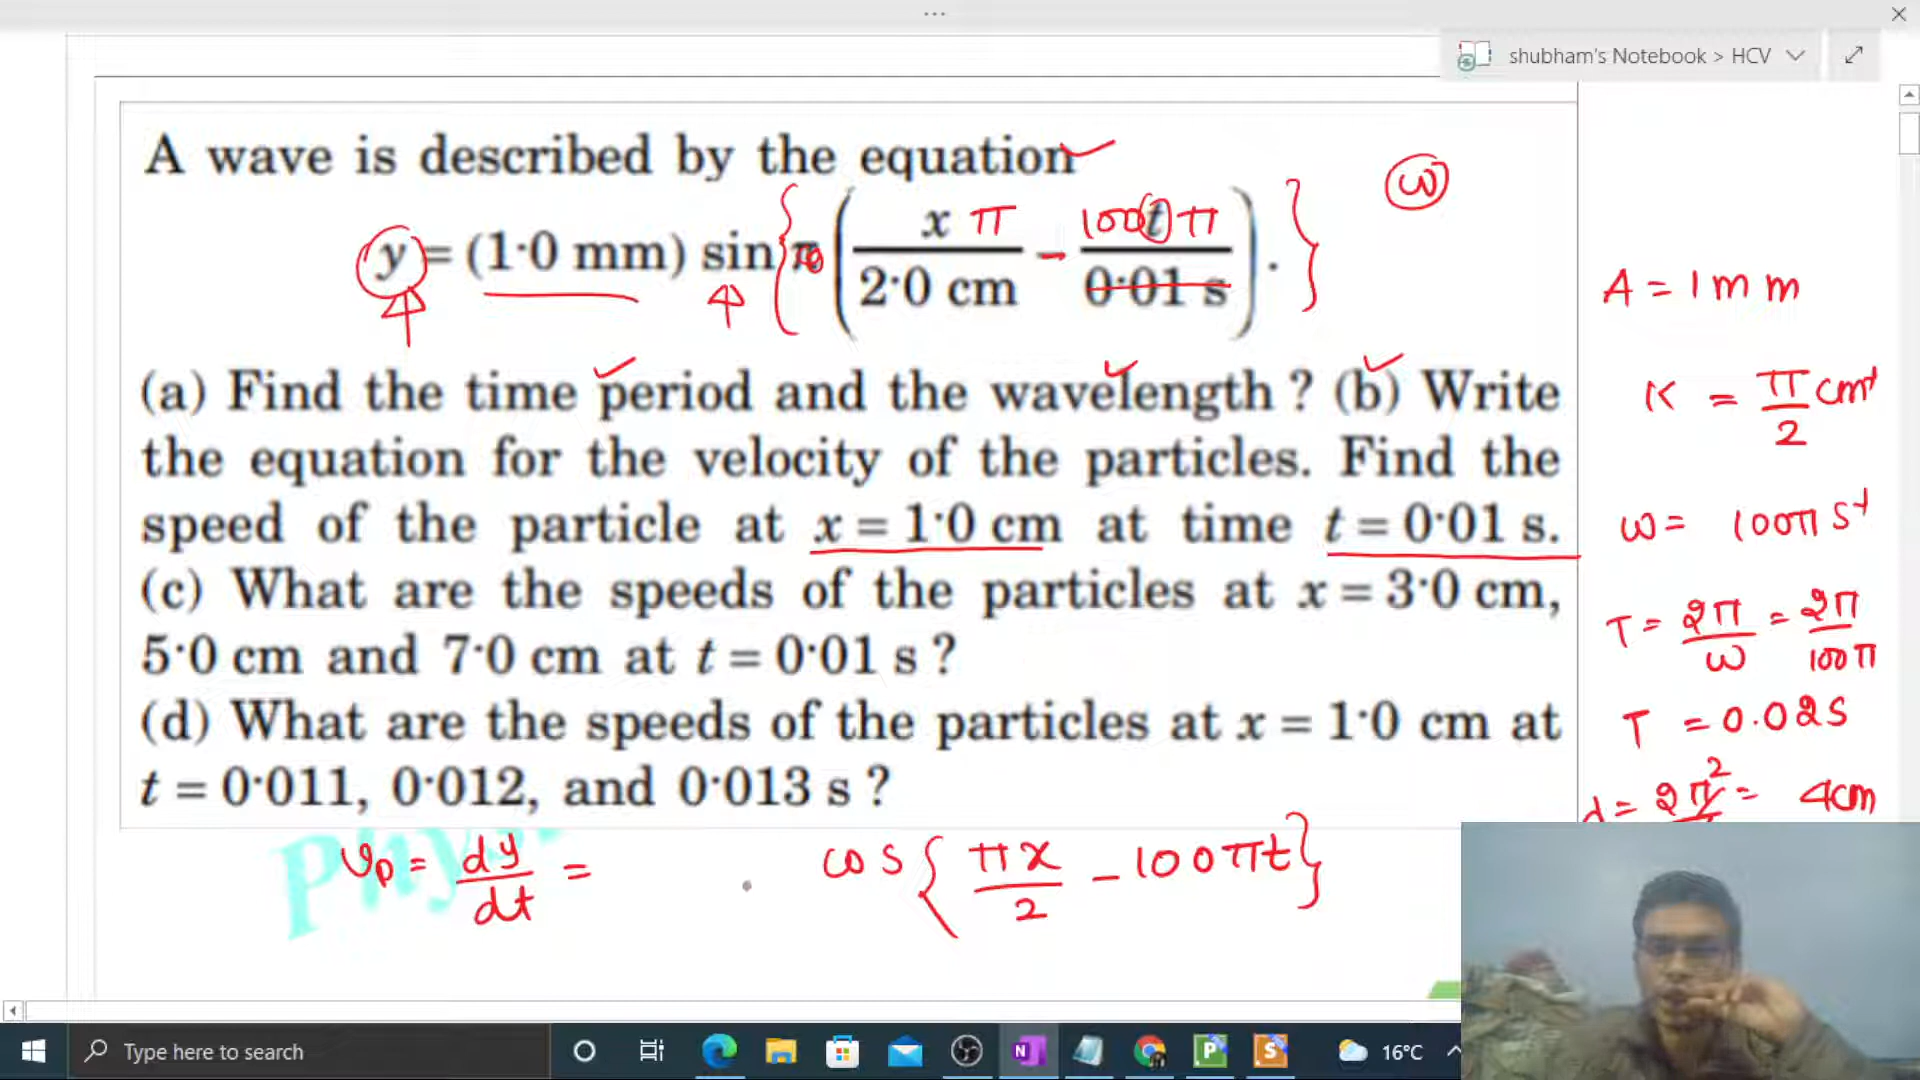 shubham's Notebook > HCV
A wave is described by the equation
y = (1·0 mm) sin { π ( x π / 2·0 cm − 100 t π / 0·01 s ) . }
ω
(a) Find the time period and the wavelength ? (b) Write
the equation for the velocity of the particles. Find the
speed of the particle at x = 1·0 cm at time t = 0·01 s.
(c) What are the speeds of the particles at x = 3·0 cm,
5·0 cm and 7·0 cm at t = 0·01 s ?
(d) What are the speeds of the particles at x = 1·0 cm at
t = 0·011, 0·012, and 0·013 s ?
A = 1 m m
K = π/2 cm⁻¹
ω = 100π s⁻¹
T = 2π/ω = 2π/100π
T = 0.02 S
= 4cm
Phys
Vp = dy/dt = cos { πx/2 − 100πt }
Type here to search
16°C